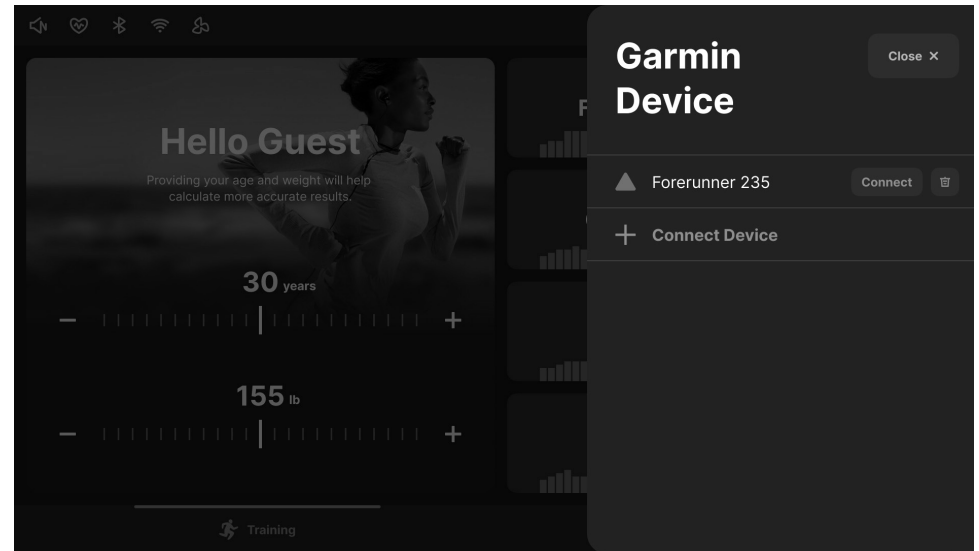 Hello Guest
Providing your age and weight will help
calculate more accurate results.
30 years
155 lb
Training
F
Garmin
Device
Close ×
Forerunner 235
Connect
Connect Device